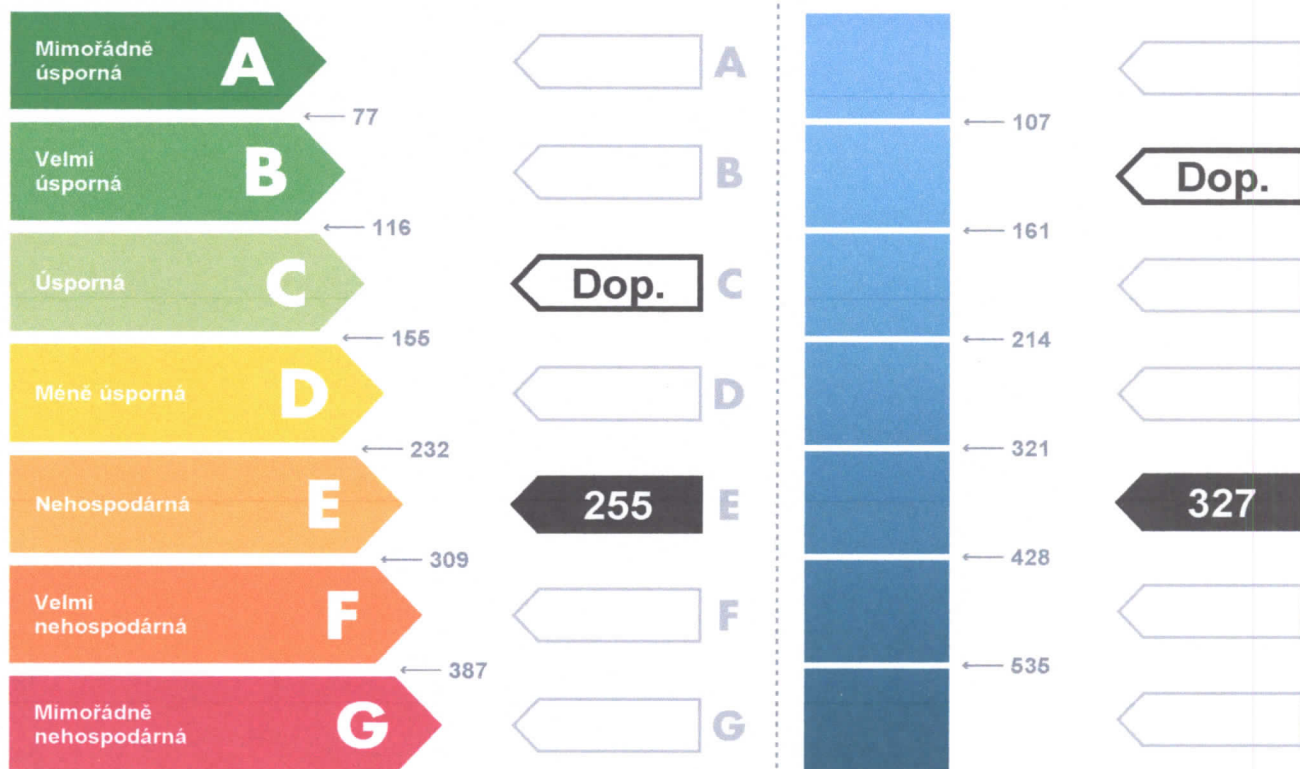 Mimořádně
úsporná
A
A
77
107
Velmi
úsporná
B
B
Dop.
116
161
Úsporná
C
Dop.
C
155
214
Méně úsporná
D
D
232
321
Nehospodárná
E
255
E
327
309
428
Velmi
nehospodárná
F
F
387
535
Mimořádně
nehospodárná
G
G